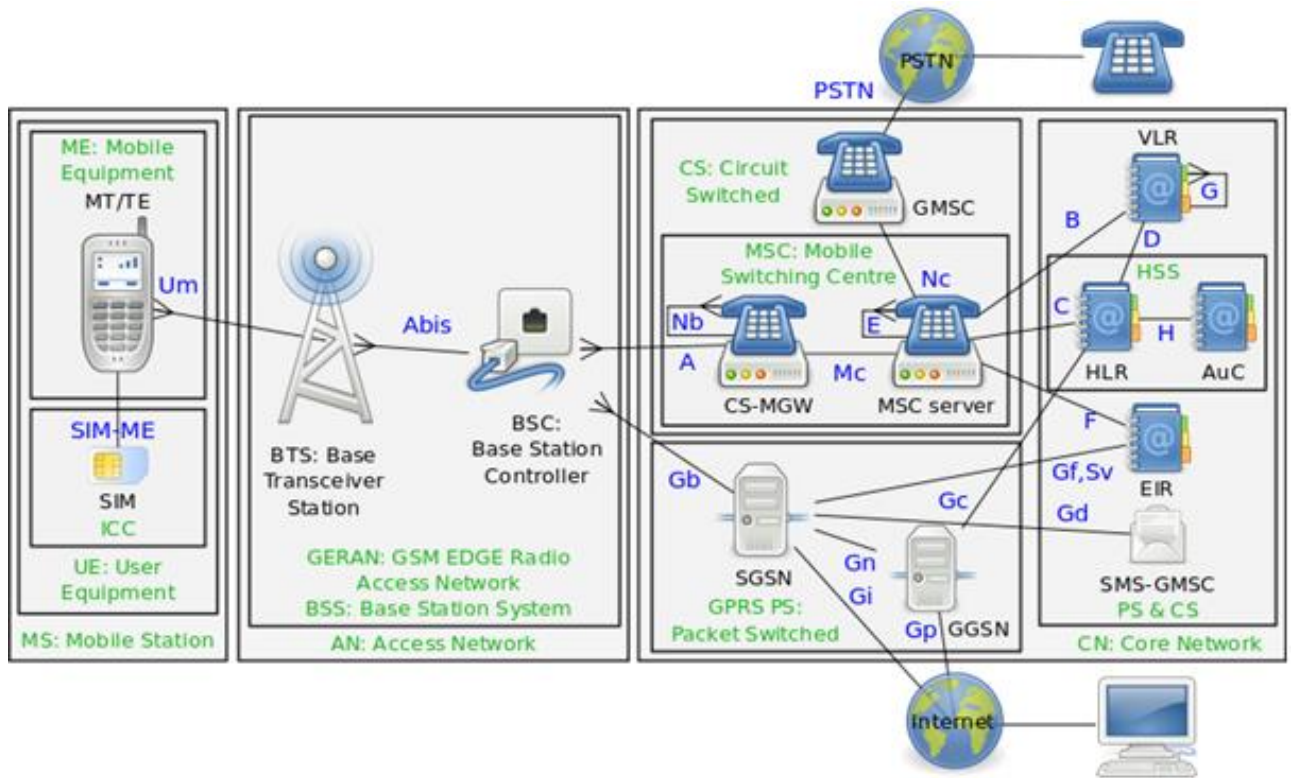 PSTN
PSTN
ME: Mobile
Equipment
MT/TE
Um
SIM-ME
SIM
ICC
UE: User
Equipment
MS: Mobile Station
Abis
BTS: Base
Transceiver
Station
BSC:
Base Station
Controller
GERAN: GSM EDGE Radio
Access Network
BSS: Base Station System
AN: Access Network
CS: Circuit
Switched
GMSC
MSC: Mobile
Switching Centre
Nc
Nb
E
A
Mc
CS-MGW
MSC server
VLR
G
B
D
HSS
C
H
HLR
AuC
F
Gf,Sv
EIR
Gb
Gc
Gd
Gn
Gi
SGSN
GPRS PS:
Packet Switched
Gp
GGSN
SMS-GMSC
PS & CS
CN: Core Network
Internet